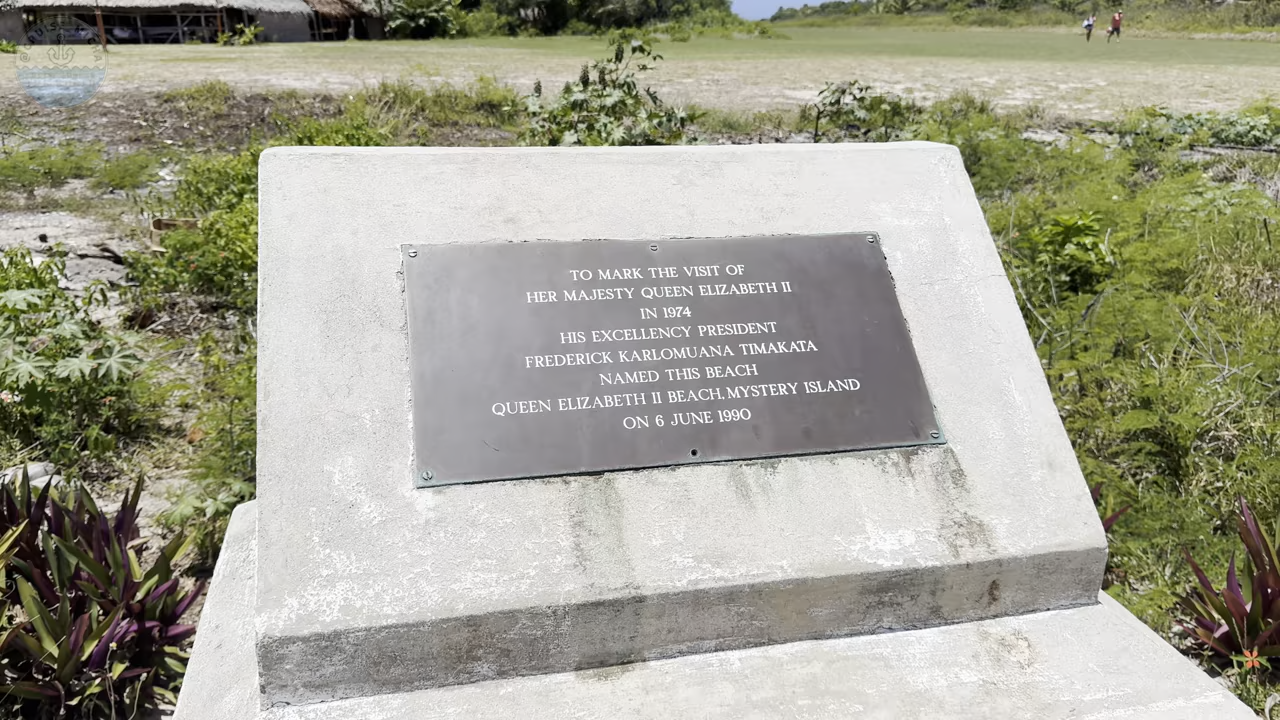 TO MARK THE VISIT OF
HER MAJESTY QUEEN ELIZABETH II
IN 1974
HIS EXCELLENCY PRESIDENT
FREDERICK KARLOMUANA TIMAKATA
NAMED THIS BEACH
QUEEN ELIZABETH II BEACH, MYSTERY ISLAND
ON 6 JUNE 1990